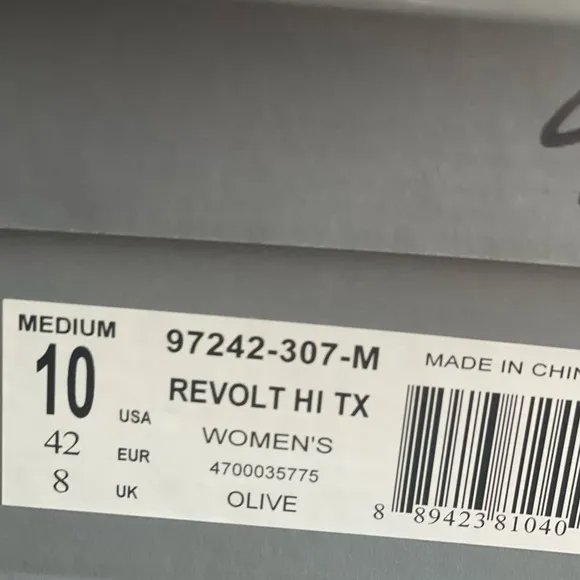 MEDIUM
10 USA
42 EUR
8 UK
97242-307-M
REVOLT HI TX
WOMEN'S
4700035775
OLIVE
MADE IN
8 89423 81040